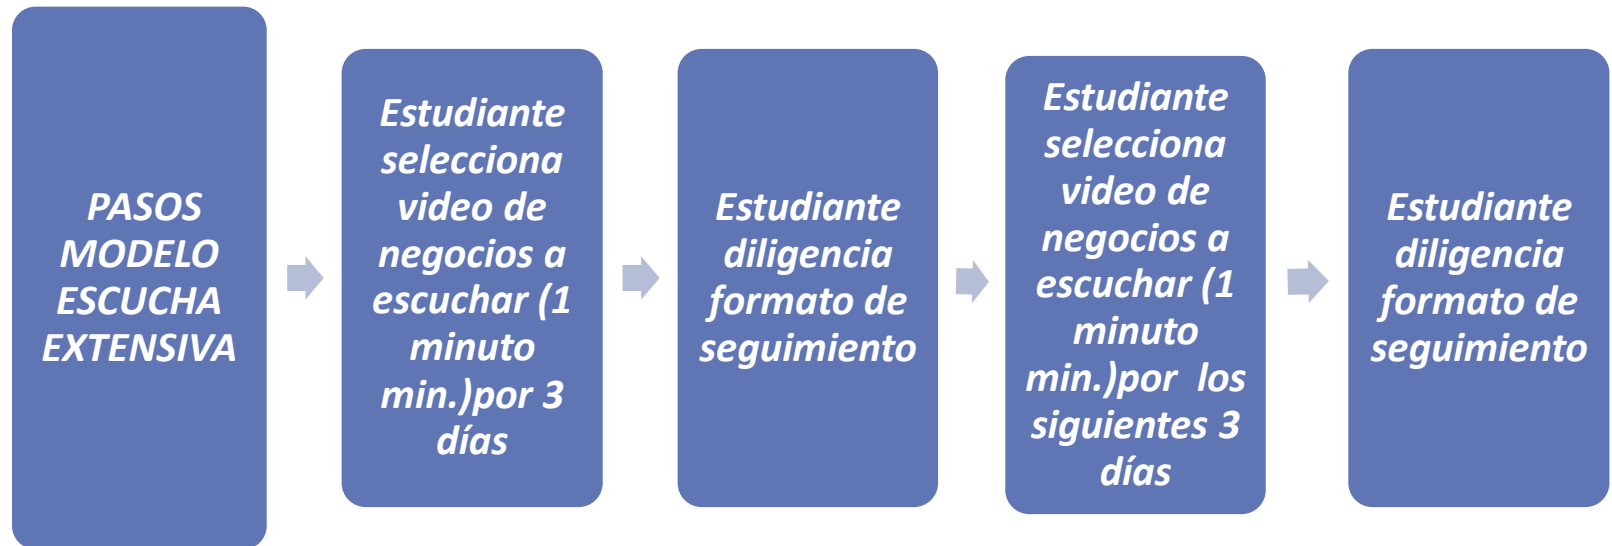 PASOS
MODELO
ESCUCHA
EXTENSIVA
Estudiante
selecciona
video de
negocios a
escuchar (1
minuto
min.)por 3
días
Estudiante
diligencia
formato de
seguimiento
Estudiante
selecciona
video de
negocios a
escuchar (1
minuto
min.)por  los
siguientes 3
días
Estudiante
diligencia
formato de
seguimiento